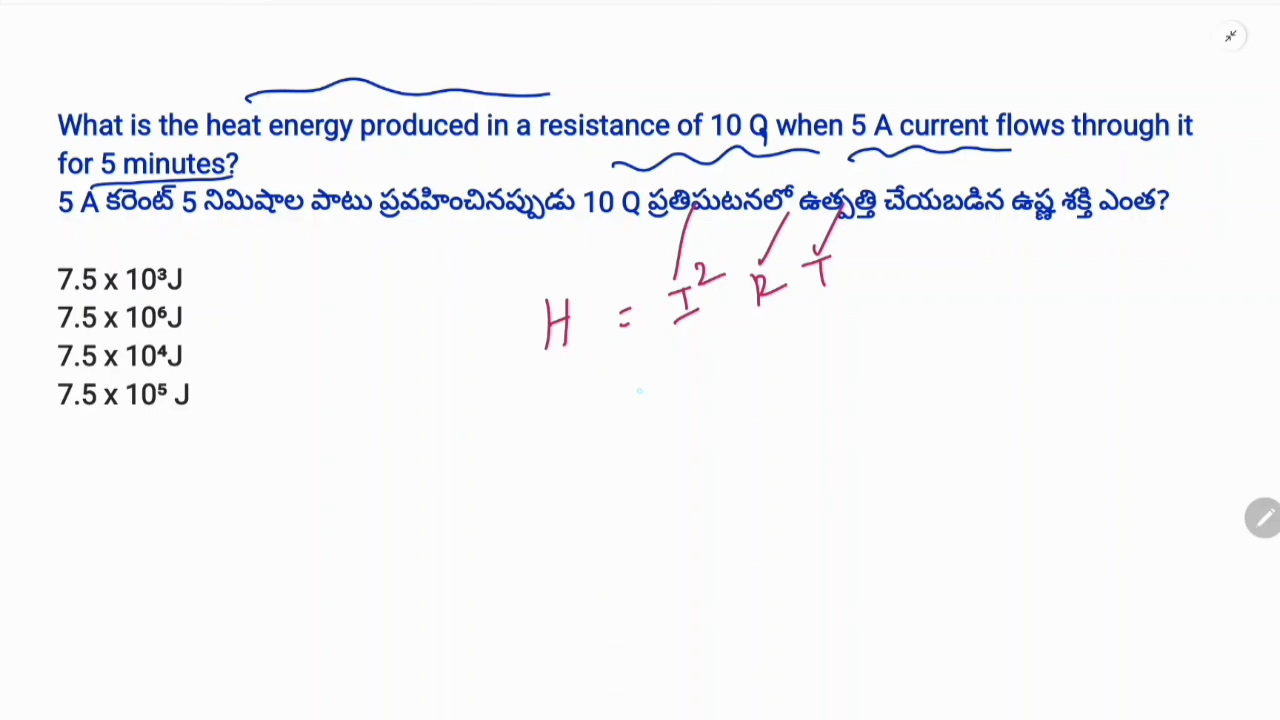 What is the heat energy produced in a resistance of 10 Q when 5 A current flows through it
for 5 minutes?
5 A కరెంట్ 5 నిమిషాల పాటు ప్రవహించినప్పుడు 10 Q ప్రతిఘటనలో ఉత్పత్తి చేయబడిన ఉష్ణ శక్తి ఎంత?
7.5 x 10³J
7.5 x 10⁶J
7.5 x 10⁴J
7.5 x 10⁵ J
H = I² R T